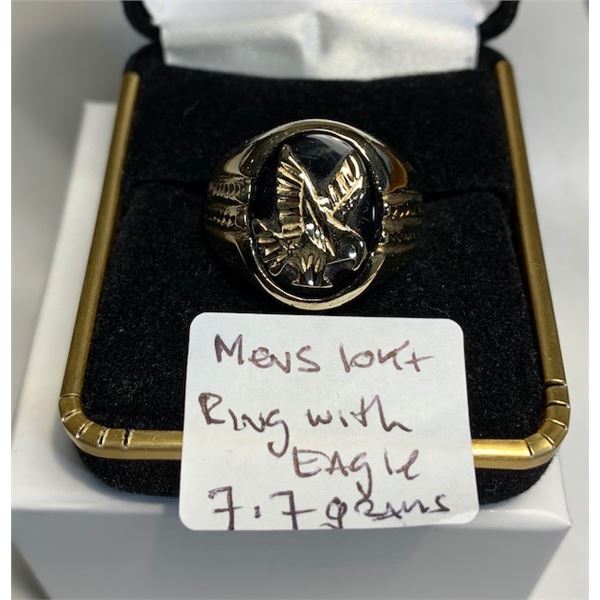 Mens 10Kt
Ring with
Eagle
7.7 grams